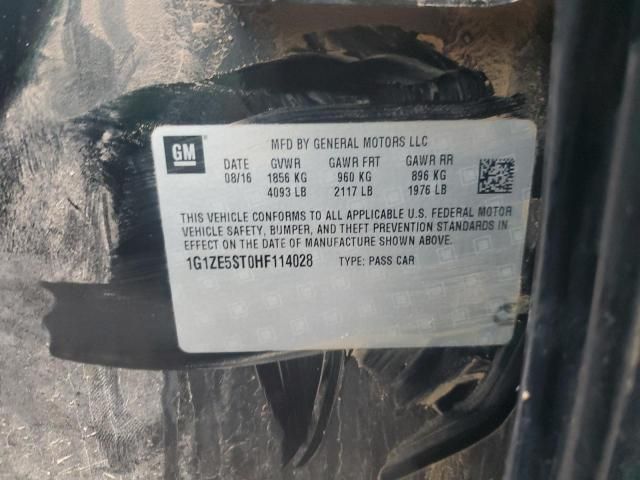 GM
MFD BY GENERAL MOTORS LLC
DATE GVWR GAWR FRT GAWR RR
08/16 1856 KG 960 KG 896 KG
4093 LB 2117 LB 1976 LB
THIS VEHICLE CONFORMS TO ALL APPLICABLE U.S. FEDERAL MOTOR
VEHICLE SAFETY, BUMPER, AND THEFT PREVENTION STANDARDS IN
EFFECT ON THE DATE OF MANUFACTURE SHOWN ABOVE.
1G1ZE5ST0HF114028 TYPE: PASS CAR